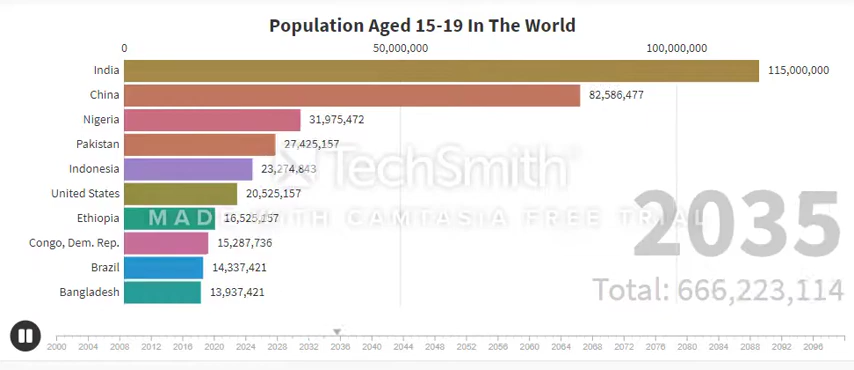 Population Aged 15-19 In The World
0 50,000,000 100,000,000
India 115,000,000
China 82,586,477
Nigeria 31,975,472
Pakistan 27,425,157
TechSmith
Indonesia 23,274,843
United States 20,525,157
Ethiopia 16,525,157
MADE WITH CAMTASIA FREE TRIAL
2035
Congo, Dem. Rep. 15,287,736
Brazil 14,337,421
Bangladesh 13,937,421
Total: 666,223,114
2000 2004 2008 2012 2016 2020 2024 2028 2032 2036 2040 2044 2048 2052 2056 2060 2064 2068 2072 2076 2080 2084 2088 2092 2096